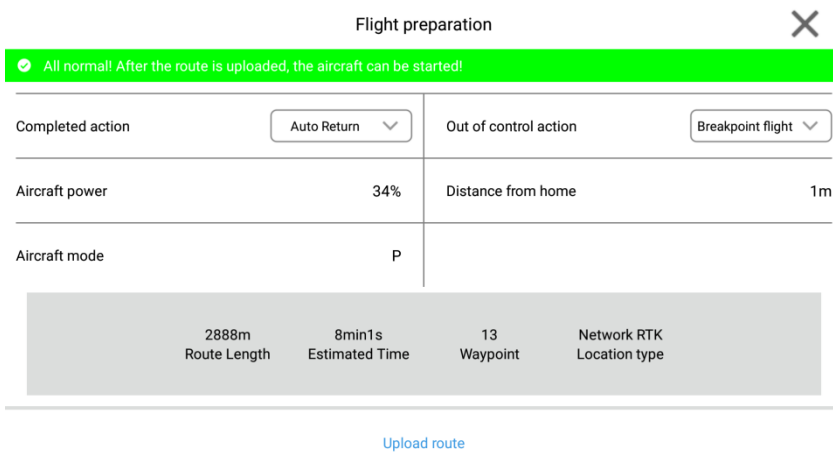 Flight preparation
All normal! After the route is uploaded, the aircraft can be started!
Completed action Auto Return Out of control action Breakpoint flight
Aircraft power 34% Distance from home 1m
Aircraft mode P
2888m 8min1s 13 Network RTK
Route Length Estimated Time Waypoint Location type
Upload route